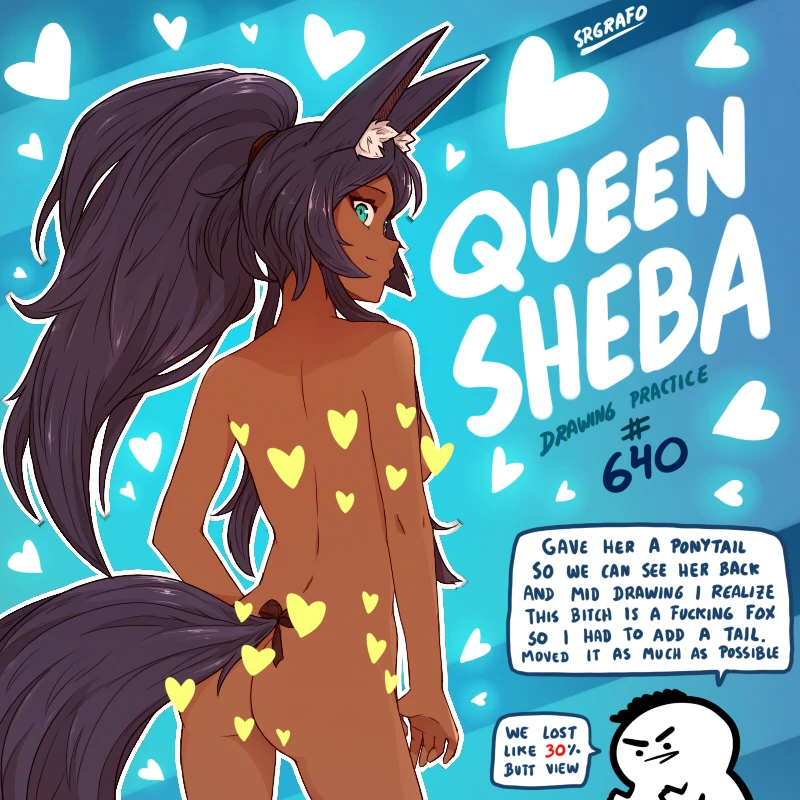 SRGRAFO
QUEEN
SHEBA
DRAWING PRACTICE
#
640
GAVE HER A PONYTAIL
SO WE CAN SEE HER BACK
AND MID DRAWING I REALIZE
THIS BITCH IS A FUCKING FOX
SO I HAD TO ADD A TAIL.
MOVED IT AS MUCH AS POSSIBLE
WE LOST
LIKE 30%
BUTT VIEW